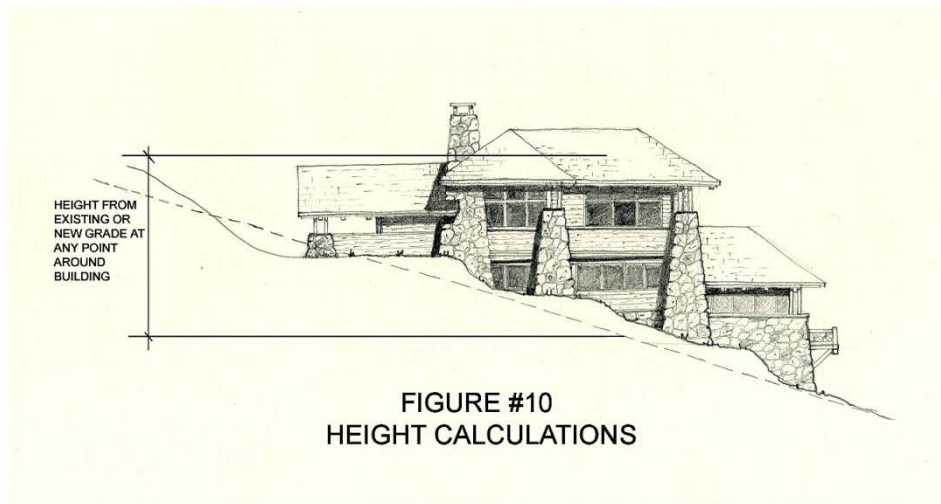 HEIGHT FROM
EXISTING OR
NEW GRADE AT
ANY POINT
AROUND
BUILDING
FIGURE #10
HEIGHT CALCULATIONS